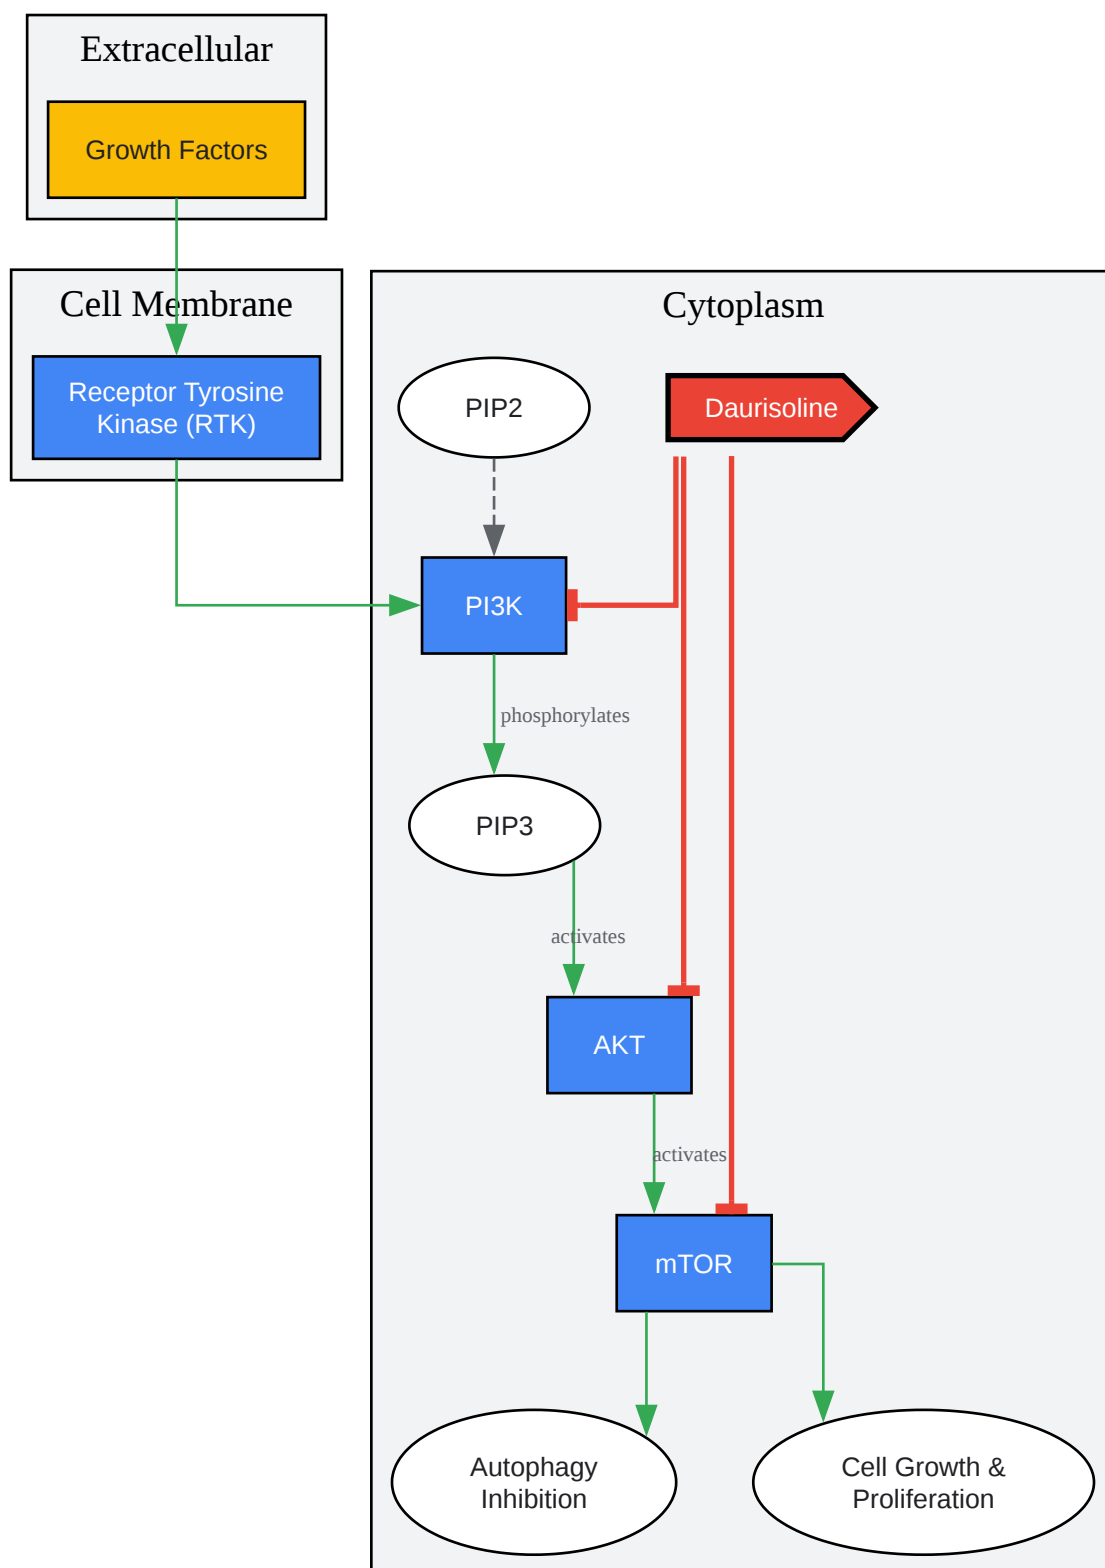 Extracellular
Growth Factors
Cell Membrane
Receptor Tyrosine
Kinase (RTK)
Cytoplasm
PIP2
Daurisoline
PI3K
phosphorylates
PIP3
activates
AKT
activates
mTOR
Autophagy
Inhibition
Cell Growth &
Proliferation